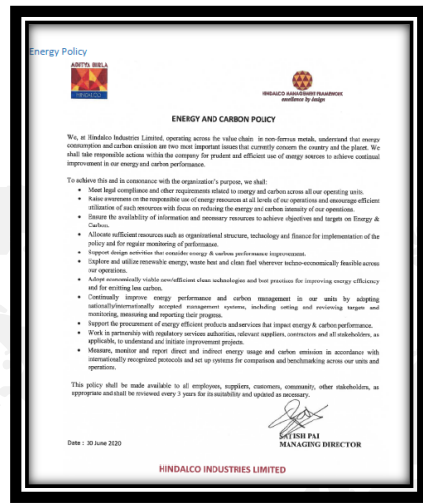 Energy Policy
ADITYA BIRLA
HINDALCO
HINDALCO MANAGEMENT FRAMEWORK
excellence by design
ENERGY AND CARBON POLICY
We, at Hindalco Industries Limited, operating across the value chain in non-ferrous metals, understand that energy
consumption and carbon emission are two most important issues that currently concern the country and the planet. We
shall take responsible actions within the company for prudent and efficient use of energy sources to achieve continual
improvement in our energy and carbon performance.
To achieve this and in consonance with the organization's purpose, we shall:
• Meet legal compliance and other requirements related to energy and carbon across all our operating units.
• Raise awareness on the responsible use of energy resources at all levels of our operations and encourage efficient
utilization of such resources with focus on reducing the energy and carbon intensity of our operations.
• Ensure the availability of information and necessary resources to achieve objectives and targets on Energy &
Carbon.
• Allocate sufficient resources such as organizational structure, technology and finance for implementation of the
policy and for regular monitoring of performance.
• Support design activities that consider energy & carbon performance improvement.
• Explore and utilize renewable energy, waste heat and clean fuel wherever techno-economically feasible across
our operations.
• Adopt economically viable new/efficient clean technologies and best practices for improving energy efficiency
and for emitting less carbon.
• Continually improve energy performance and carbon management in our units by adopting
nationally/internationally accepted management systems, including setting and reviewing targets and
monitoring, measuring and reporting their progress.
• Support the procurement of energy efficient products and services that impact energy & carbon performance.
• Work in partnership with regulatory services authorities, relevant suppliers, contractors and all stakeholders, as
applicable, to understand and initiate improvement projects.
• Measure, monitor and report direct and indirect energy usage and carbon emission in accordance with
internationally recognized protocols and set up systems for comparison and benchmarking across our units and
operations.
This policy shall be made available to all employees, suppliers, customers, community, other stakeholders, as
appropriate and shall be reviewed every 3 years for its suitability and updated as necessary.
SATISH PAI
Date : 30 June 2020
MANAGING DIRECTOR
HINDALCO INDUSTRIES LIMITED